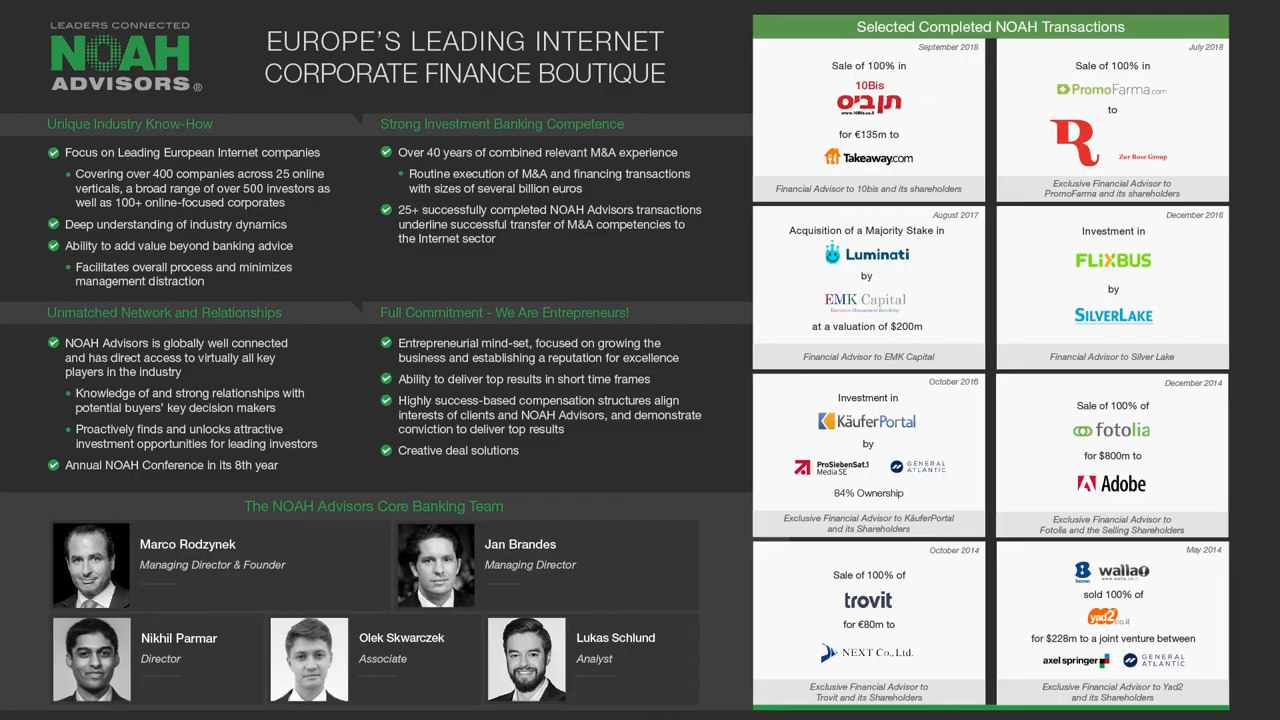 LEADERS CONNECTED
NOAH
ADVISORS®
EUROPE'S LEADING INTERNET
CORPORATE FINANCE BOUTIQUE
Unique Industry Know-How
Focus on Leading European Internet companies
Covering over 400 companies across 25 online
verticals, a broad range of over 500 investors as
well as 100+ online-focused corporates
Deep understanding of industry dynamics
Ability to add value beyond banking advice
Facilitates overall process and minimizes
management distraction
Strong Investment Banking Competence
Over 40 years of combined relevant M&A experience
Routine execution of M&A and financing transactions
with sizes of several billion euros
25+ successfully completed NOAH Advisors transactions
underline successful transfer of M&A competencies to
the Internet sector
Unmatched Network and Relationships
NOAH Advisors is globally well connected
and has direct access to virtually all key
players in the industry
Knowledge of and strong relationships with
potential buyers' key decision makers
Proactively finds and unlocks attractive
investment opportunities for leading investors
Annual NOAH Conference in its 8th year
Full Commitment - We Are Entrepreneurs!
Entrepreneurial mind-set, focused on growing the
business and establishing a reputation for excellence
Ability to deliver top results in short time frames
Highly success-based compensation structures align
interests of clients and NOAH Advisors, and demonstrate
conviction to deliver top results
Creative deal solutions
The NOAH Advisors Core Banking Team
Marco Rodzynek
Managing Director & Founder
Jan Brandes
Managing Director
Nikhil Parmar
Director
Olek Skwarczek
Associate
Lukas Schlund
Analyst
Selected Completed NOAH Transactions
September 2018
Sale of 100% in
10Bis
תן ביס
www.10Bis.co.il
for €135m to
Takeaway.com
Financial Advisor to 10bis and its shareholders
July 2018
Sale of 100% in
PromoFarma.com
to
R
Zur Rose Group
Exclusive Financial Advisor to
PromoFarma and its shareholders
August 2017
Acquisition of a Majority Stake in
Luminati
by
EMK Capital
Entrepreneurs Management Knowledge
at a valuation of $200m
Financial Advisor to EMK Capital
December 2016
Investment in
FLiXBUS
by
SILVERLAKE
Financial Advisor to Silver Lake
October 2016
Investment in
KäuferPortal
by
ProSiebenSat.1
Media SE
GENERAL
ATLANTIC
84% Ownership
Exclusive Financial Advisor to KäuferPortal
and its Shareholders
December 2014
Sale of 100% of
fotolia
for $800m to
Adobe
Exclusive Financial Advisor to
Fotolia and the Selling Shareholders
October 2014
Sale of 100% of
trovit
for €80m to
NEXT Co., Ltd.
Exclusive Financial Advisor to
Trovit and its Shareholders
May 2014
walla!
www.walla.co.il
sold 100% of
yad2.co.il
for $228m to a joint venture between
axel springer
GENERAL
ATLANTIC
Exclusive Financial Advisor to Yad2
and its Shareholders